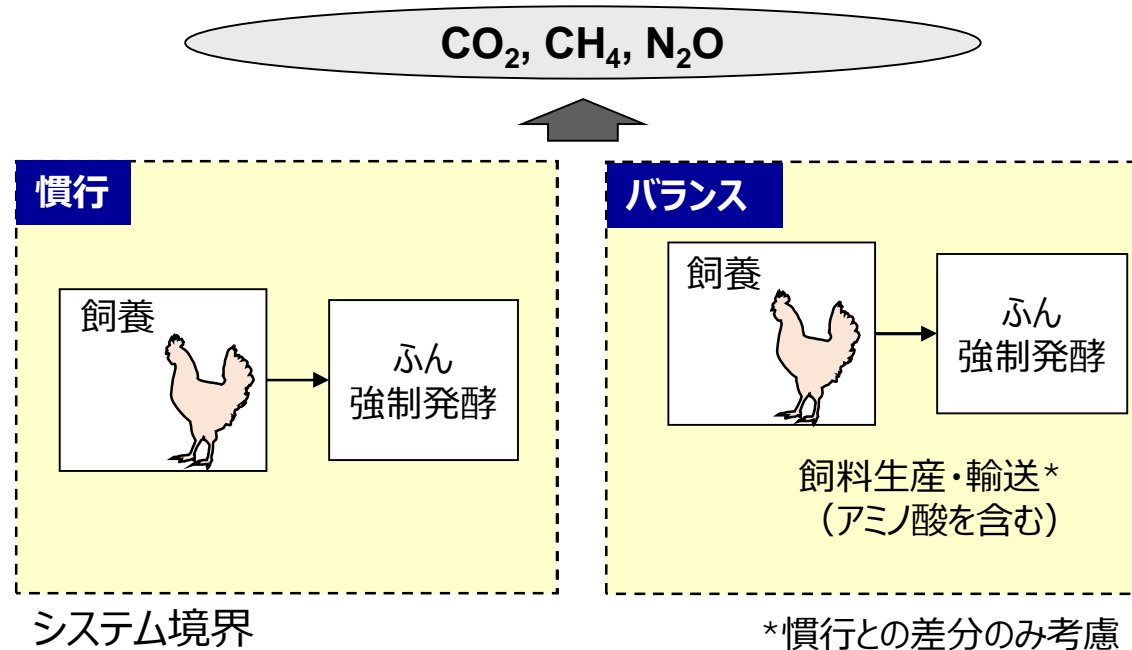 CO₂, CH₄, N₂O
慣行
飼養
ふん
強制発酵
バランス
飼養
ふん
強制発酵
飼料生産・輸送*
（アミノ酸を含む）
システム境界
*慣行との差分のみ考慮